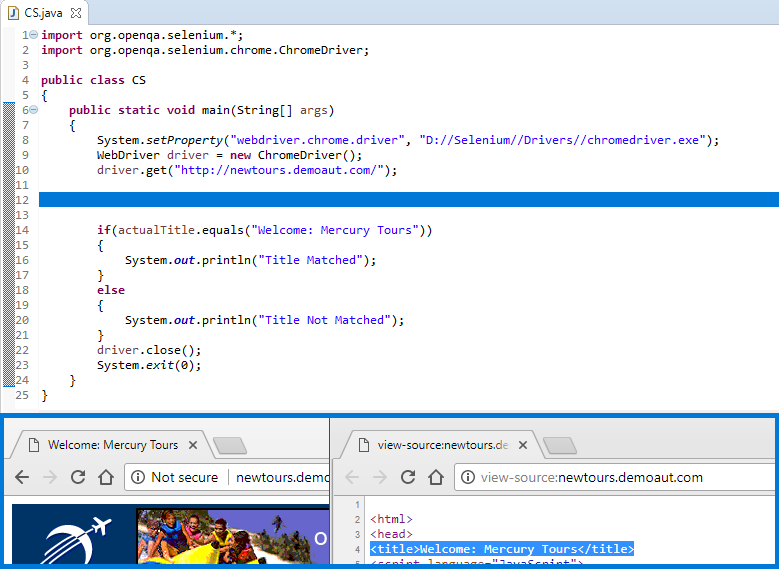 CS.java
1 import org.openqa.selenium.*;
2 import org.openqa.selenium.chrome.ChromeDriver;
3
4 public class CS
5 {
6 public static void main(String[] args)
7 {
8 System.setProperty("webdriver.chrome.driver", "D://Selenium//Drivers//chromedriver.exe");
9 WebDriver driver = new ChromeDriver();
10 driver.get("http://newtours.demoaut.com/");
11
12
13
14 if(actualTitle.equals("Welcome: Mercury Tours"))
15 {
16 System.out.println("Title Matched");
17 }
18 else
19 {
20 System.out.println("Title Not Matched");
21 }
22 driver.close();
23 System.exit(0);
24 }
25 }
Welcome: Mercury Tours
Not secure newtours.demo
O
view-source:newtours.de
view-source:newtours.demoaut.com
1
2 <html>
3 <head>
4 <title>Welcome: Mercury Tours</title>
<script language="JavaScript">